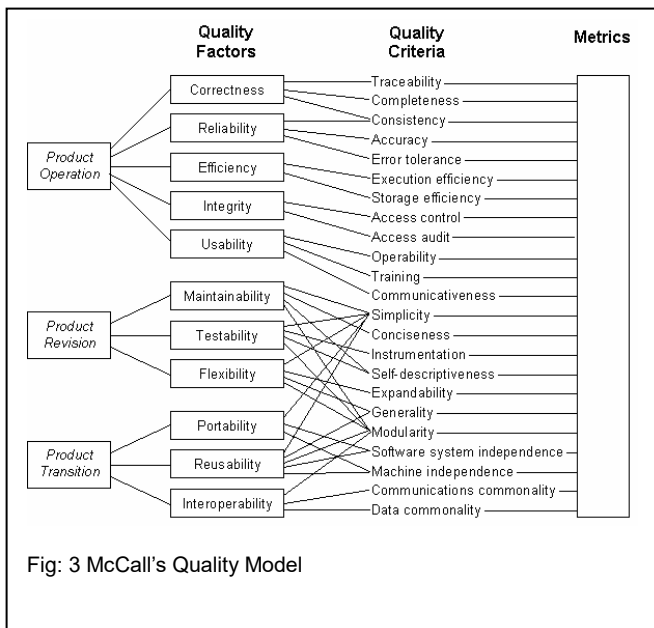 Quality
Factors
Quality
Criteria
Metrics
Product
Operation
Product
Revision
Product
Transition
Correctness
Reliability
Efficiency
Integrity
Usability
Maintainability
Testability
Flexibility
Portability
Reusability
Interoperability
Traceability
Completeness
Consistency
Accuracy
Error tolerance
Execution efficiency
Storage efficiency
Access control
Access audit
Operability
Training
Communicativeness
Simplicity
Conciseness
Instrumentation
Self-descriptiveness
Expandability
Generality
Modularity
Software system independence
Machine independence
Communications commonality
Data commonality
Fig: 3 McCall’s Quality Model